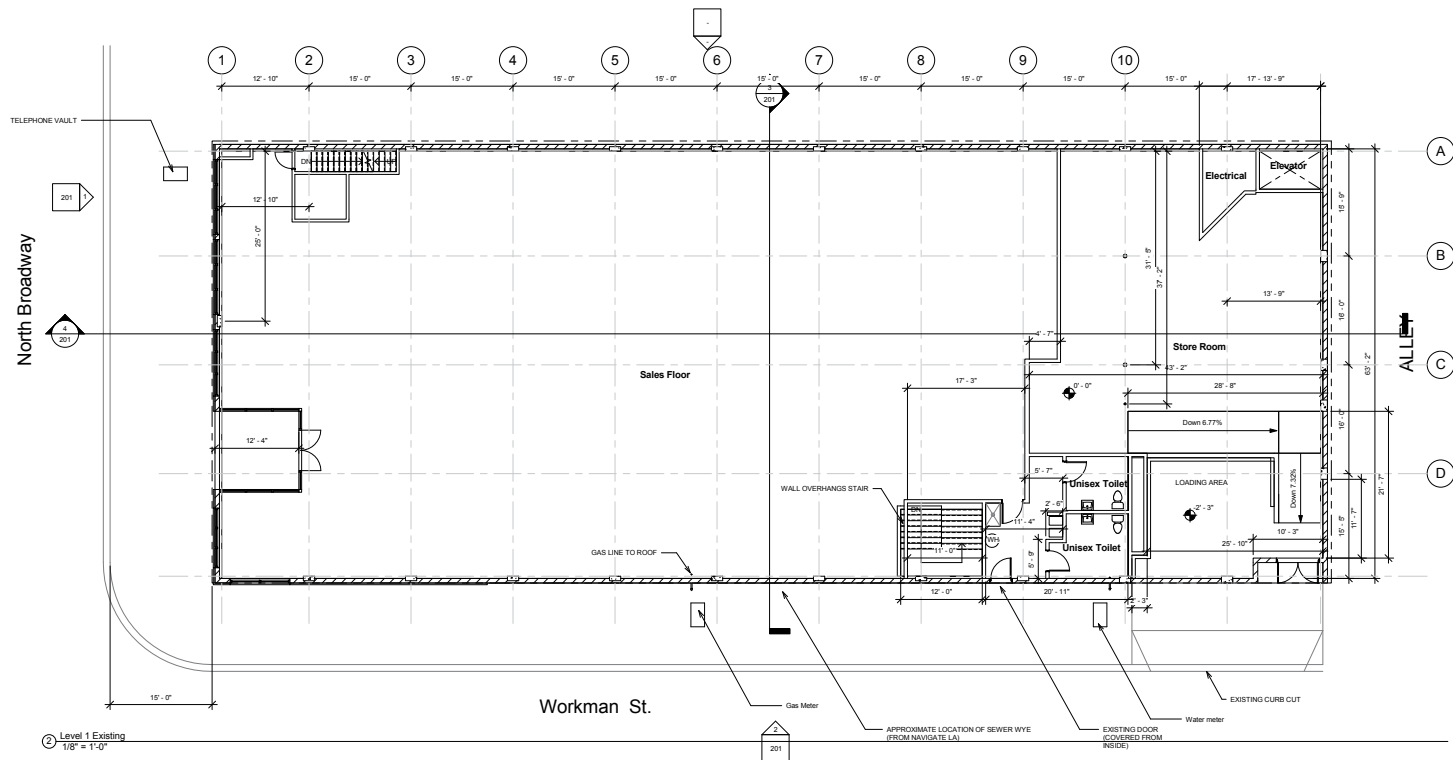 -
-
1
2
3
4
5
6
7
8
9
10
12' - 10"
15' - 0"
15' - 0"
15' - 0"
15' - 0"
15' - 0"
15' - 0"
15' - 0"
15' - 0"
15' - 0"
17' - 13' - 9"
3
201
TELEPHONE VAULT
DN
UP
A
Electrical
Elevator
201
1
12' - 10"
25' - 0"
15' - 9"
31' - 5"
37' - 2"
B
North Broadway
13' - 9"
16' - 0"
4
201
4' - 7"
Store Room
ALLEY
63' - 2"
C
Sales Floor
43' - 2"
17' - 3"
0' - 0"
28' - 8"
16' - 0"
Down 6.77%
12' - 4"
5' - 7"
D
Unisex Toilet
LOADING AREA
Down 7.32%
21' - 7"
WALL OVERHANGS STAIR
DN
2' - 6"
-2' - 3"
11' - 4"
15' - 5"
11' - 7"
10' - 3"
WH
Unisex Toilet
25' - 10"
GAS LINE TO ROOF
11' - 0"
5' - 9"
12' - 0"
20' - 11"
2' - 3"
15' - 0"
Workman St.
Gas Meter
Water meter
EXISTING CURB CUT
2
Level 1 Existing
1/8" = 1'-0"
2
201
APPROXIMATE LOCATION OF SEWER WYE
(FROM NAVIGATE LA)
EXISTING DOOR
(COVERED FROM
INSIDE)